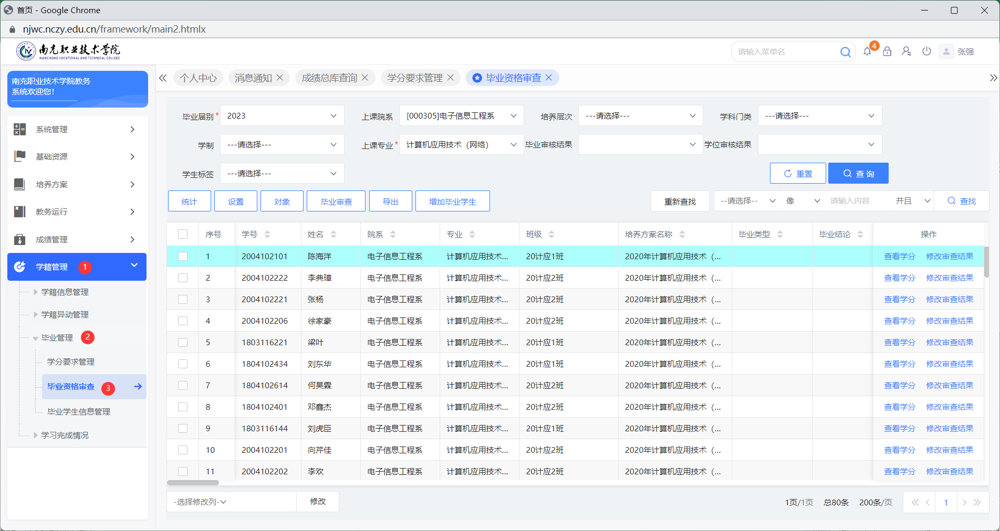 首页 - Google Chrome
njwc.nczy.edu.cn/framework/main2.htmlx
南充职业技术学院
NANCHONG VOCATIONAL AND TECHNICAL COLLEGE
请输入菜单名
4
张强
南充职业技术学院教务
系统欢迎您!
系统管理
基础资源
培养方案
教务运行
成绩管理
学籍管理 1
学籍信息管理
学籍异动管理
毕业管理 2
学分要求管理
毕业资格审查 3
毕业学生信息管理
学习完成情况
个人中心 消息通知 成绩总库查询 学分要求管理 毕业资格审查
毕业届别* 2023 上课院系 [000305]电子信息工程系 培养层次 ---请选择--- 学科门类 ---请选择---
学制 ---请选择--- 上课专业* 计算机应用技术（网络） 毕业审核结果 学位审核结果
学生标签 ---请选择--- 重置 查 询
统计 设置 对象 毕业审查 导出 增加毕业学生 重新查找 --请选择-- 像 请输入内容 并且 查找
序号 学号 姓名 院系 专业 班级 培养方案名称 毕业类型 毕业结论 操作
1 2004102101 陈海洋 电子信息工程系 计算机应用技术... 20计应1班 2020年计算机应用技术（... 查看学分 修改审查结果
2 2004102222 李典璋 电子信息工程系 计算机应用技术... 20计应2班 2020年计算机应用技术（... 查看学分 修改审查结果
3 2004102221 张杨 电子信息工程系 计算机应用技术... 20计应2班 2020年计算机应用技术（... 查看学分 修改审查结果
4 2004102206 徐家豪 电子信息工程系 计算机应用技术... 20计应2班 2020年计算机应用技术（... 查看学分 修改审查结果
5 1803116221 梁叶 电子信息工程系 计算机应用技术... 20计应1班 2020年计算机应用技术（... 查看学分 修改审查结果
6 1804102434 刘东华 电子信息工程系 计算机应用技术... 20计应1班 2020年计算机应用技术（... 查看学分 修改审查结果
7 1804102614 何昊霖 电子信息工程系 计算机应用技术... 20计应2班 2020年计算机应用技术（... 查看学分 修改审查结果
8 1804102401 邓鑫杰 电子信息工程系 计算机应用技术... 20计应2班 2020年计算机应用技术（... 查看学分 修改审查结果
9 1803116144 刘虎臣 电子信息工程系 计算机应用技术... 20计应1班 2020年计算机应用技术（... 查看学分 修改审查结果
10 2004102201 向芹佳 电子信息工程系 计算机应用技术... 20计应2班 2020年计算机应用技术（... 查看学分 修改审查结果
11 2004102202 李欢 电子信息工程系 计算机应用技术... 20计应2班 2020年计算机应用技术（... 查看学分 修改审查结果
-选择修改列- 修改 1页/1页 总80条 200条/页 1